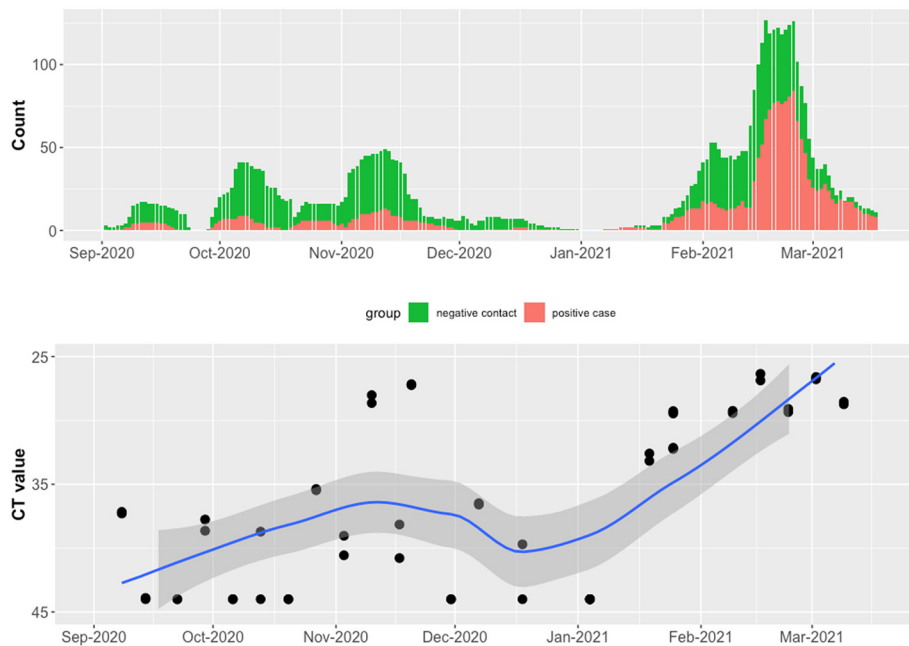 Count
100
50
0
Sep-2020 Oct-2020 Nov-2020 Dec-2020 Jan-2021 Feb-2021 Mar-2021
group negative contact positive case
CT value
25
35
45
Sep-2020 Oct-2020 Nov-2020 Dec-2020 Jan-2021 Feb-2021 Mar-2021